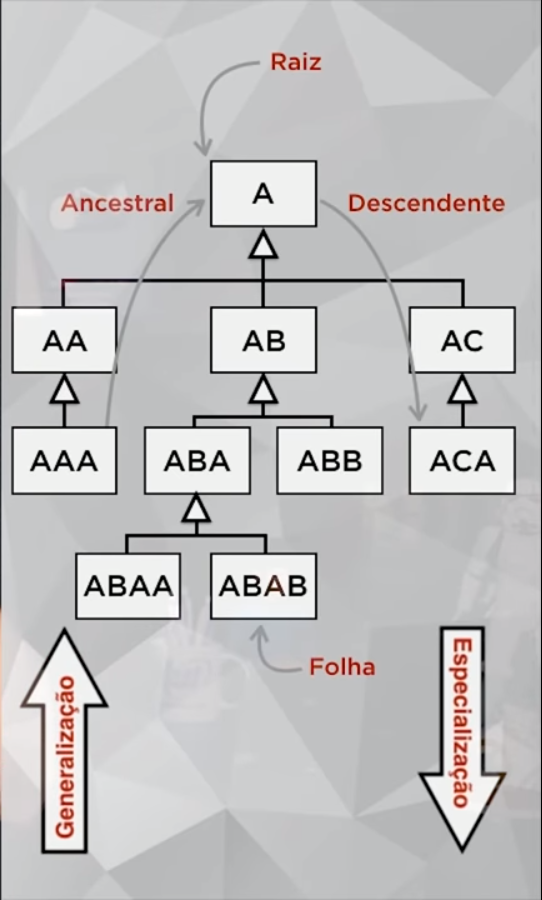 Raiz
A
Ancestral
Descendente
AA
AB
AC
AAA
ABA
ABB
ACA
ABAA
ABAB
Folha
Generalização
Especialização